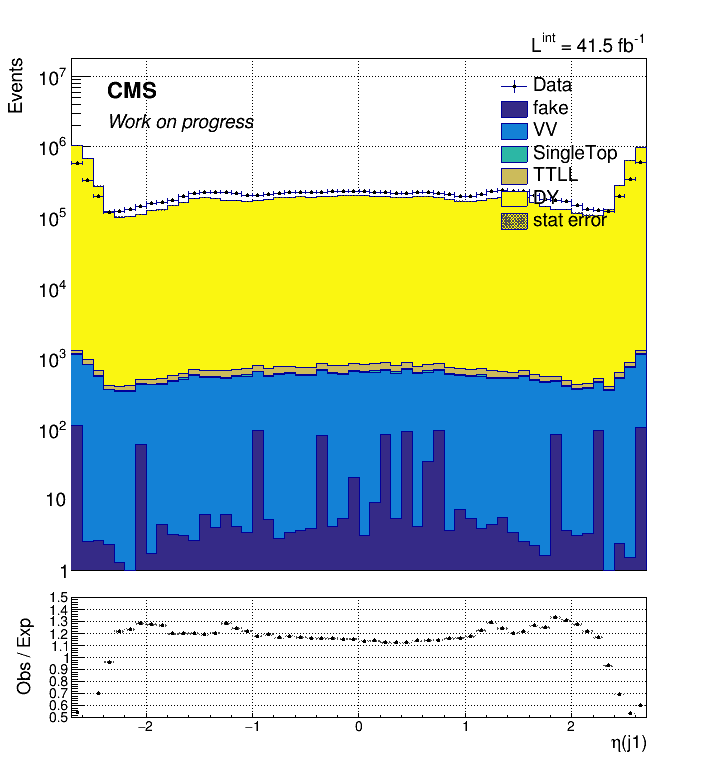 L^int = 41.5 fb^-1
Events
10^7
10^6
10^5
10^4
10^3
10^2
10
1
CMS
Work on progress
Data
fake
VV
SingleTop
TTLL
DY
stat error
Obs / Exp
1.5
1.4
1.3
1.2
1.1
1
0.9
0.8
0.7
0.6
0.5
−2
−1
0
1
2
η(j1)